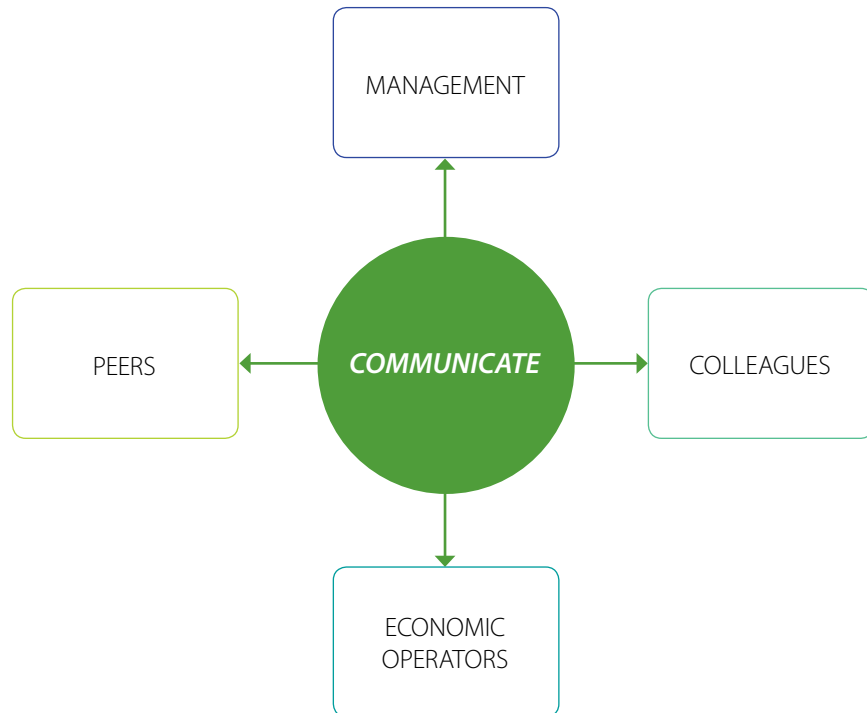 MANAGEMENT
PEERS
COMMUNICATE
COLLEAGUES
ECONOMIC
OPERATORS